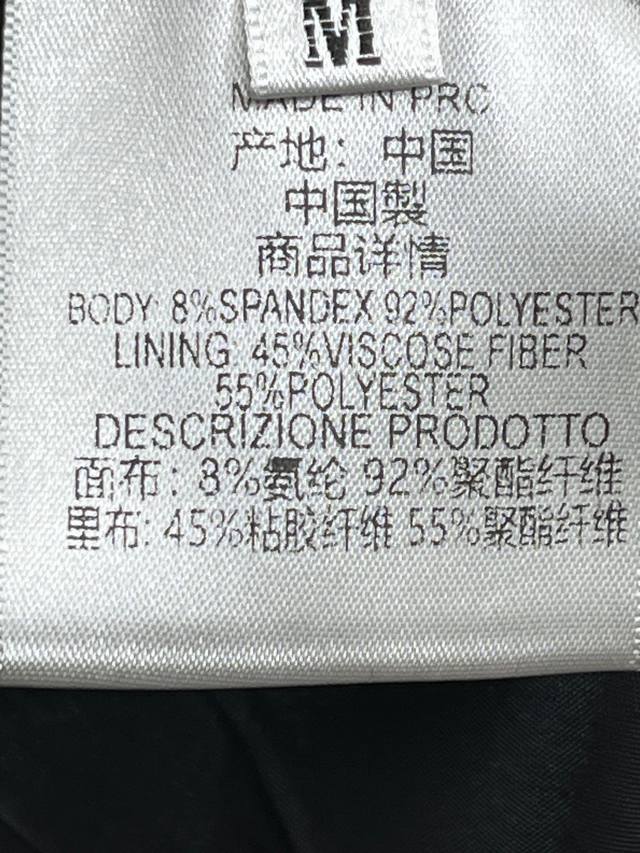 M
MADE IN PRC
产地：中国
中国製
商品详情
BODY: 8%SPANDEX 92%POLYESTER
LINING: 45%VISCOSE FIBER
55%POLYESTER
DESCRIZIONE PRODOTTO
面布：8%氨纶 92%聚酯纤维
里布: 45%粘胶纤维 55%聚酯纤维